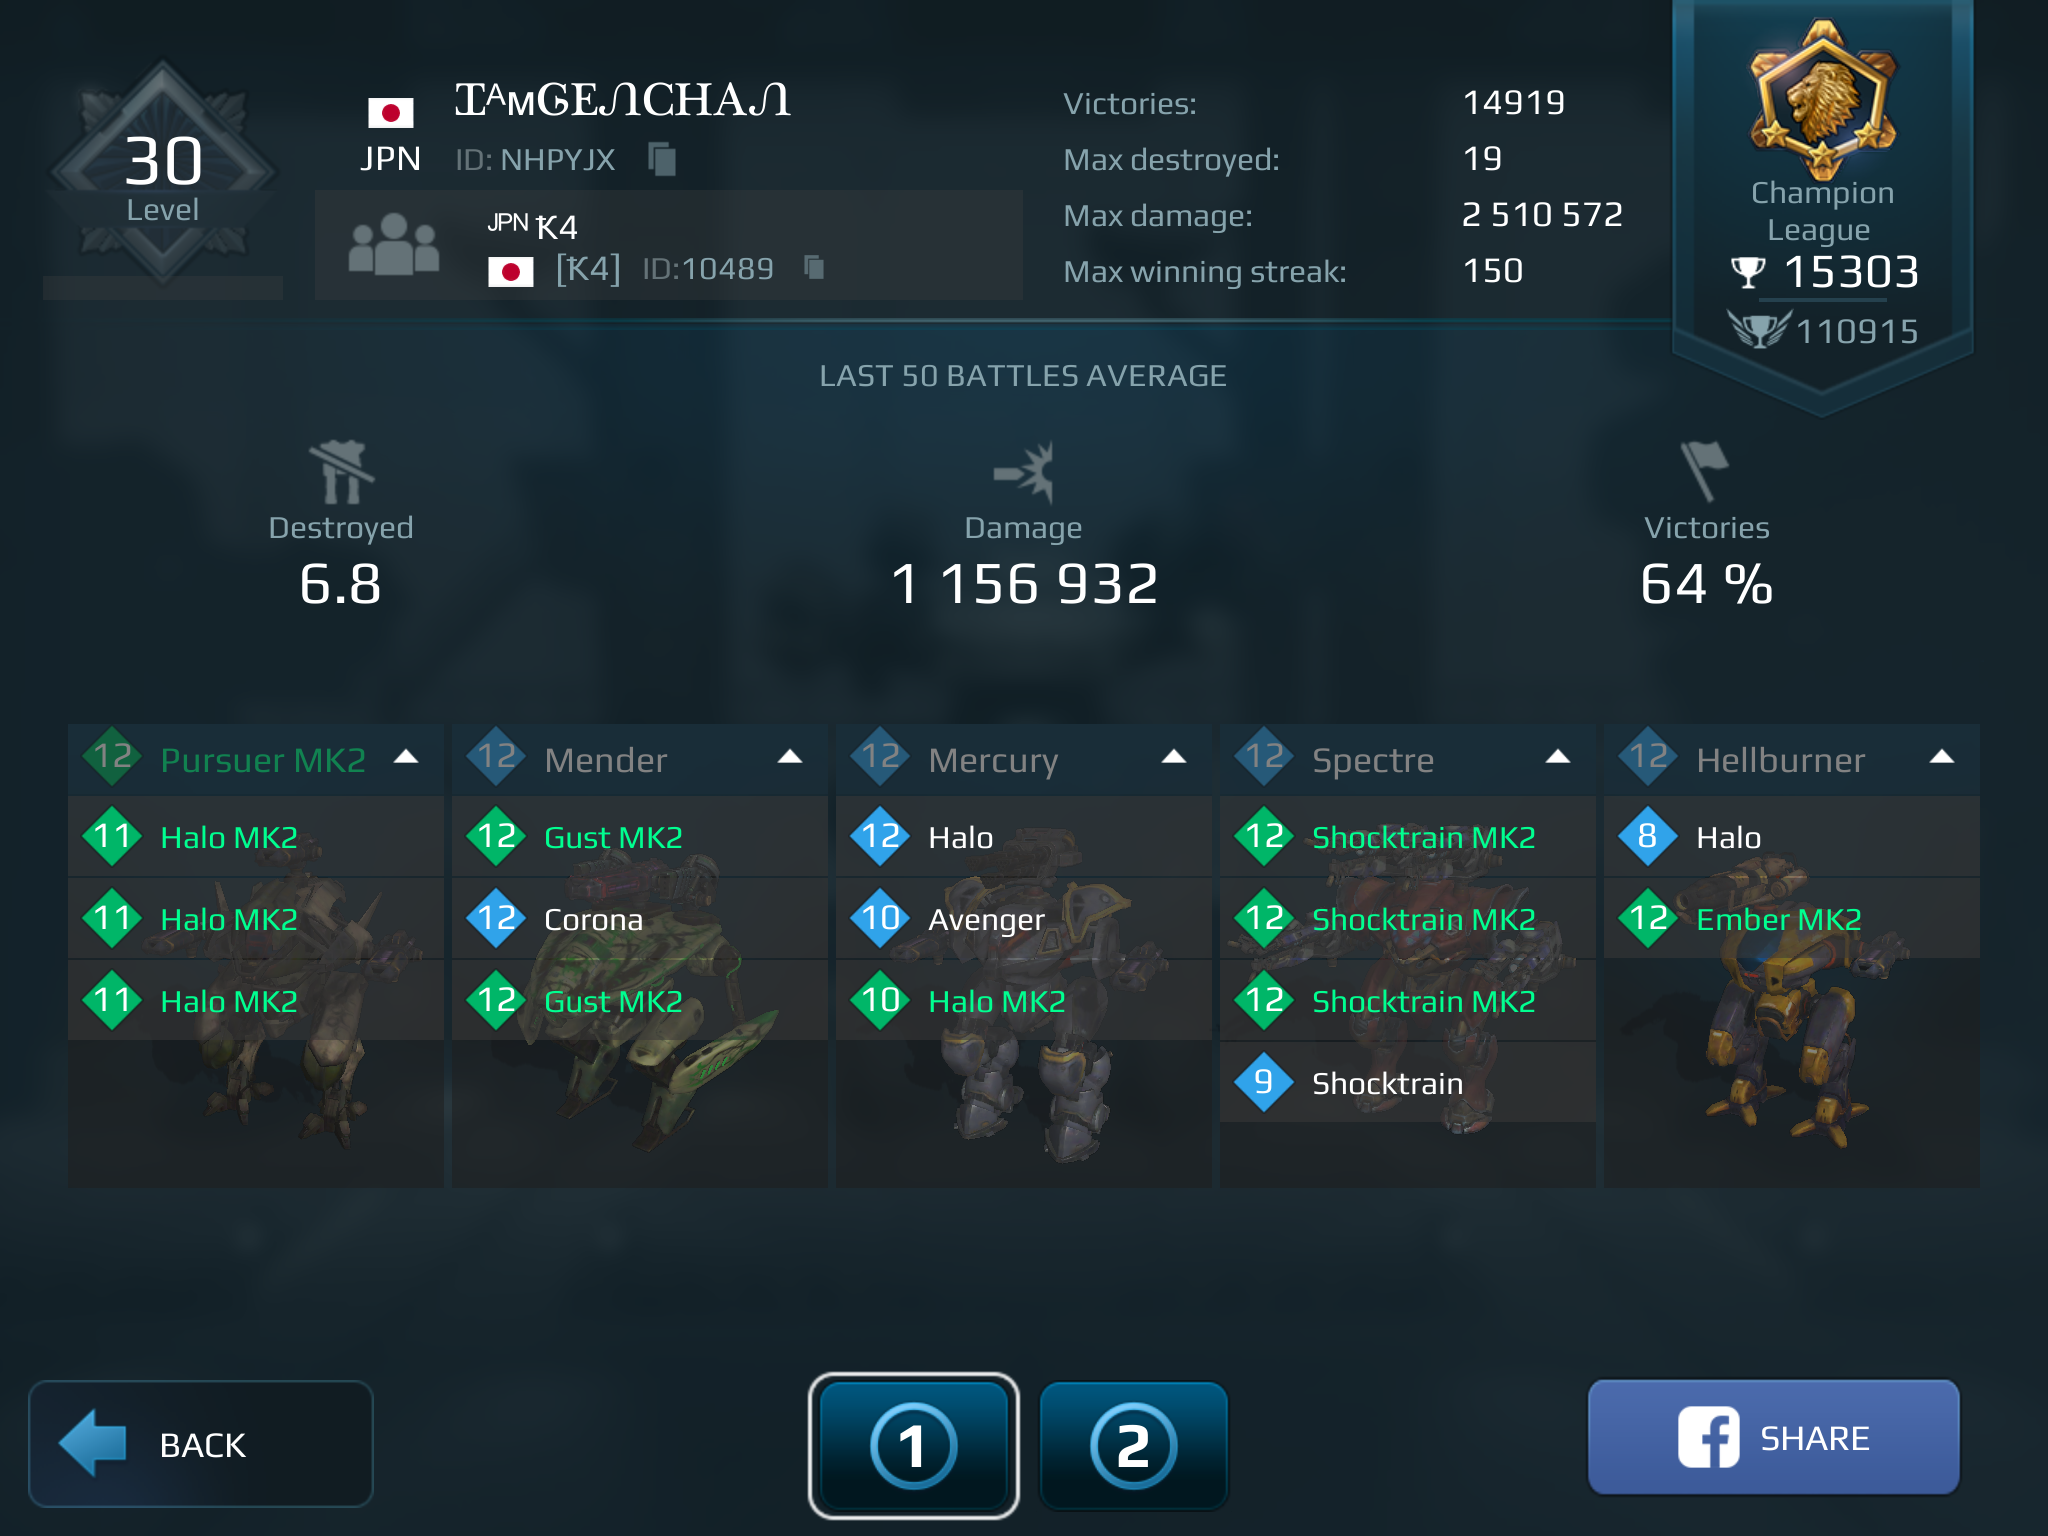 30
Level
JPN
ꞮᴬᴍGEႶCHAႶ
ID: NHPYJX
JPN Ҟ4
[Ҟ4] ID:10489
Victories: 14919
Max destroyed: 19
Max damage: 2 510 572
Max winning streak: 150
Champion
League
15303
110915
LAST 50 BATTLES AVERAGE
Destroyed
6.8
Damage
1 156 932
Victories
64 %
12 Pursuer MK2
11 Halo MK2
11 Halo MK2
11 Halo MK2
12 Mender
12 Gust MK2
12 Corona
12 Gust MK2
12 Mercury
12 Halo
10 Avenger
10 Halo MK2
12 Spectre
12 Shocktrain MK2
12 Shocktrain MK2
12 Shocktrain MK2
9 Shocktrain
12 Hellburner
8 Halo
12 Ember MK2
BACK
1
2
SHARE